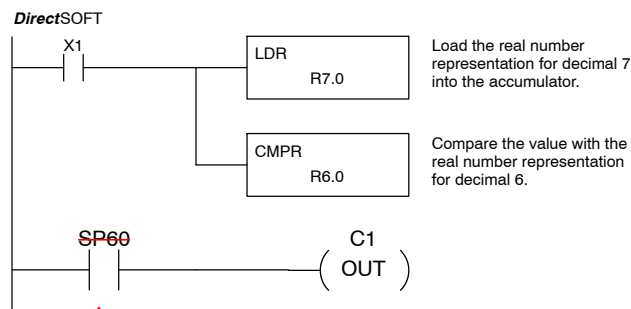 DirectSOFT
X1
LDR
R7.0
Load the real number
representation for decimal 7
into the accumulator.
CMPR
R6.0
Compare the value with the
real number representation
for decimal 6.
SP60
C1
OUT